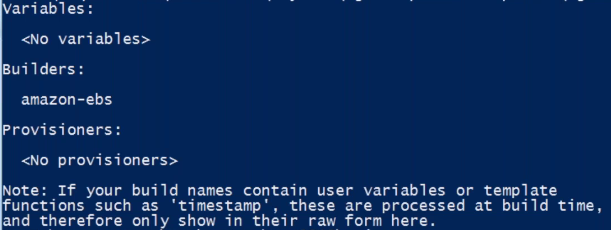 Variables:
<No variables>
Builders:
amazon-ebs
Provisioners:
<No provisioners>
Note: If your build names contain user variables or template
functions such as 'timestamp', these are processed at build time,
and therefore only show in their raw form here.